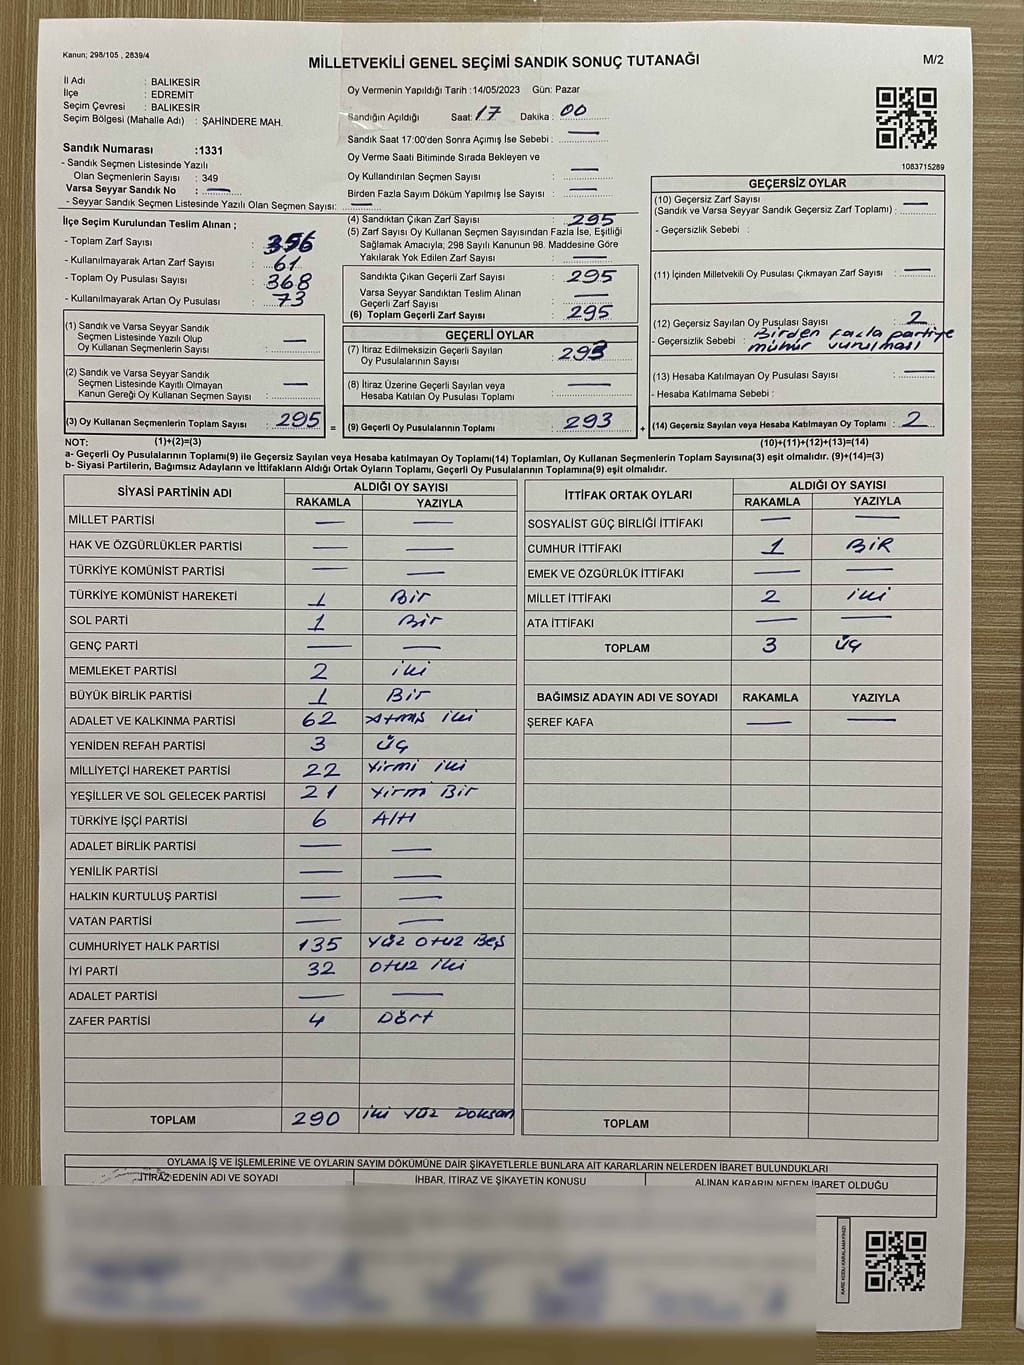 Kanun; 298/105 , 2839/4
MİLLETVEKİLİ GENEL SEÇİMİ SANDIK SONUÇ TUTANAĞI
M/2
İl Adı : BALIKESİR
İlçe : EDREMİT
Seçim Çevresi : BALIKESİR
Seçim Bölgesi (Mahalle Adı) : ŞAHİNDERE MAH.
Sandık Numarası :1331
- Sandık Seçmen Listesinde Yazılı
Olan Seçmenlerin Sayısı : 349
Varsa Seyyar Sandık No : —
- Seyyar Sandık Seçmen Listesinde Yazılı Olan Seçmen Sayısı: —
Oy Vermenin Yapıldığı Tarih :14/05/2023 Gün: Pazar
Sandığın Açıldığı Saat: 17 Dakika : 00
Sandık Saat 17:00'den Sonra Açımış İse Sebebi : —
Oy Verme Saati Bitiminde Sırada Bekleyen ve
Oy Kullandırılan Seçmen Sayısı : —
Birden Fazla Sayım Döküm Yapılmış İse Sayısı : —
1083715289
İlçe Seçim Kurulundan Teslim Alınan ;
- Toplam Zarf Sayısı : 356
- Kullanılmayarak Artan Zarf Sayısı : 61
- Toplam Oy Pusulası Sayısı : 368
- Kullanılmayarak Artan Oy Pusulası : 73
(1) Sandık ve Varsa Seyyar Sandık
Seçmen Listesinde Yazılı Olup
Oy Kullanan Seçmenlerin Sayısı : —
(2) Sandık ve Varsa Seyyar Sandık
Seçmen Listesinde Kayıtlı Olmayan
Kanun Gereği Oy Kullanan Seçmen Sayısı : —
(3) Oy Kullanan Seçmenlerin Toplam Sayısı : 295 =
(4) Sandıktan Çıkan Zarf Sayısı : 295
(5) Zarf Sayısı Oy Kullanan Seçmen Sayısından Fazla İse, Eşitliği
Sağlamak Amacıyla; 298 Sayılı Kanunun 98. Maddesine Göre
Yakılarak Yok Edilen Zarf Sayısı : —
Sandıkta Çıkan Geçerli Zarf Sayısı : 295
Varsa Seyyar Sandıktan Teslim Alınan
Geçerli Zarf Sayısı : —
(6) Toplam Geçerli Zarf Sayısı : 295
GEÇERLİ OYLAR
(7) İtiraz Edilmeksizin Geçerli Sayılan
Oy Pusulalarının Sayısı : 293
(8) İtiraz Üzerine Geçerli Sayılan veya
Hesaba Katılan Oy Pusulası Toplamı : —
(9) Geçerli Oy Pusulalarının Toplamı : 293 +
GEÇERSİZ OYLAR
(10) Geçersiz Zarf Sayısı : —
(Sandık ve Varsa Seyyar Sandık Geçersiz Zarf Toplamı)
- Geçersizlik Sebebi :
(11) İçinden Milletvekili Oy Pusulası Çıkmayan Zarf Sayısı : —
(12) Geçersiz Sayılan Oy Pusulası Sayısı : 2
- Geçersizlik Sebebi : Birden fazla partiye
mühür vurulması
(13) Hesaba Katılmayan Oy Pusulası Sayısı : —
- Hesaba Katılmama Sebebi :
(14) Geçersiz Sayılan veya Hesaba Katılmayan Oy Toplamı : 2
NOT: (1)+(2)=(3) (10)+(11)+(12)+(13)=(14)
a- Geçerli Oy Pusulalarının Toplamı(9) ile Geçersiz Sayılan veya Hesaba katılmayan Oy Toplamı(14) Toplamları, Oy Kullanan Seçmenlerin Toplam Sayısına(3) eşit olmalıdır. (9)+(14)=(3)
b- Siyasi Partilerin, Bağımsız Adayların ve İttifakların Aldığı Ortak Oyların Toplamı, Geçerli Oy Pusulalarının Toplamına(9) eşit olmalıdır.
SİYASİ PARTİNİN ADI ALDIĞI OY SAYISI
RAKAMLA YAZIYLA
MİLLET PARTİSİ — —
HAK VE ÖZGÜRLÜKLER PARTİSİ — —
TÜRKİYE KOMÜNİST PARTİSİ — —
TÜRKİYE KOMÜNİST HAREKETİ 1 Bir
SOL PARTİ 1 Bir
GENÇ PARTİ — —
MEMLEKET PARTİSİ 2 iki
BÜYÜK BİRLİK PARTİSİ 1 Bir
ADALET VE KALKINMA PARTİSİ 62 Atmış iki
YENİDEN REFAH PARTİSİ 3 üç
MİLLİYETÇİ HAREKET PARTİSİ 22 Yirmi iki
YEŞİLLER VE SOL GELECEK PARTİSİ 21 Yirmi Bir
TÜRKİYE İŞÇİ PARTİSİ 6 Altı
ADALET BİRLİK PARTİSİ — —
YENİLİK PARTİSİ — —
HALKIN KURTULUŞ PARTİSİ — —
VATAN PARTİSİ — —
CUMHURİYET HALK PARTİSİ 135 Yüz Otuz Beş
İYİ PARTİ 32 Otuz iki
ADALET PARTİSİ — —
ZAFER PARTİSİ 4 Dört
TOPLAM 290 iki Yüz Doksan
İTTİFAK ORTAK OYLARI ALDIĞI OY SAYISI
RAKAMLA YAZIYLA
SOSYALİST GÜÇ BİRLİĞİ İTTİFAKI — —
CUMHUR İTTİFAKI 1 BİR
EMEK VE ÖZGÜRLÜK İTTİFAKI — —
MİLLET İTTİFAKI 2 iki
ATA İTTİFAKI — —
TOPLAM 3 üç
BAĞIMSIZ ADAYIN ADI VE SOYADI RAKAMLA YAZIYLA
ŞEREF KAFA — —
TOPLAM
OYLAMA İŞ VE İŞLEMLERİNE VE OYLARIN SAYIM DÖKÜMÜNE DAİR ŞİKAYETLERLE BUNLARA AİT KARARLARIN NELERDEN İBARET BULUNDUKLARI
İTİRAZ EDENİN ADI VE SOYADI İHBAR, İTİRAZ VE ŞİKAYETİN KONUSU ALINAN KARARIN NEDEN İBARET OLDUĞU
KARE KODU KARALAMAYINIZ!